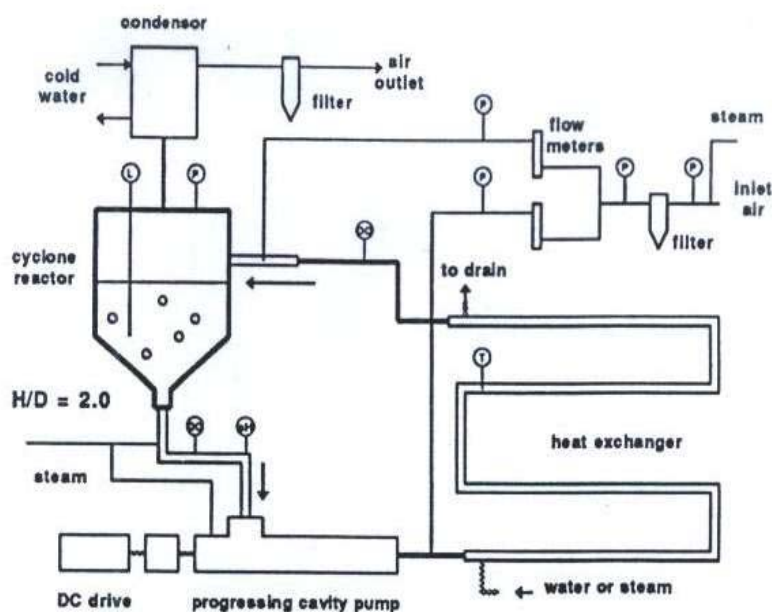 condensor
cold
water
air
outlet
filter
P
flow
meters
steam
L
P
P
P
P
inlet
air
filter
cyclone
reactor
to drain
T
H/D = 2.0
pH
heat exchanger
steam
DC drive
progressing cavity pump
water or steam